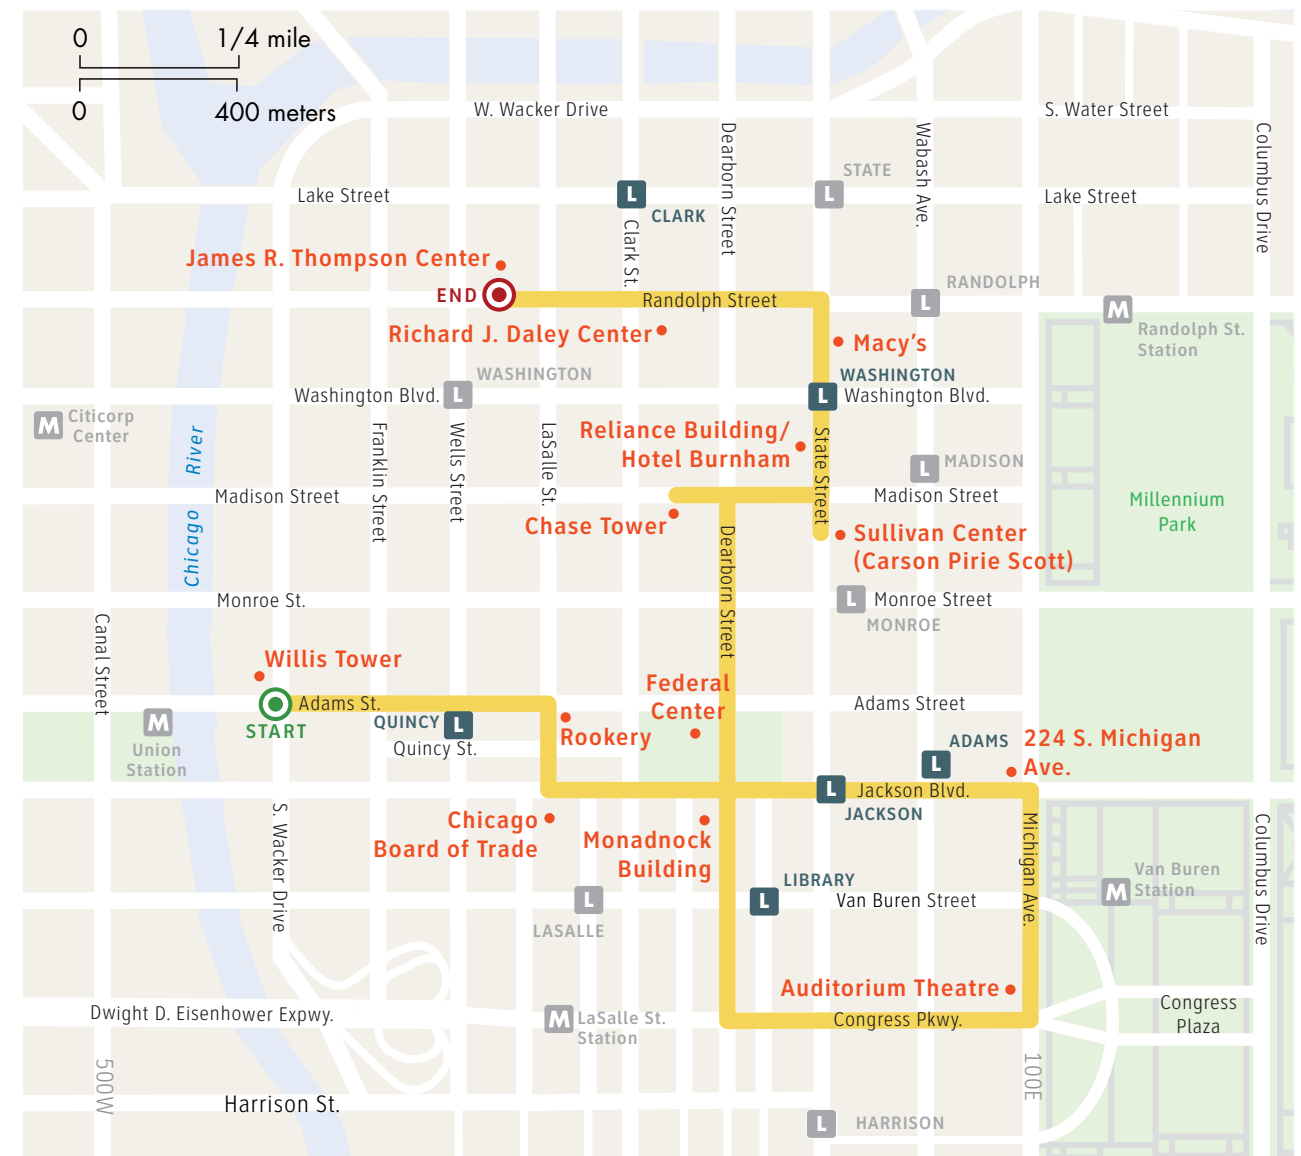 0 1/4 mile
0 400 meters
W. Wacker Drive
S. Water Street
Dearborn Street
Wabash Ave.
Columbus Drive
STATE
L
Lake Street
L
CLARK
Lake Street
Clark St.
James R. Thompson Center
END
Randolph Street
RANDOLPH
L
M
Randolph St.
Station
Richard J. Daley Center
Macy's
WASHINGTON
L
Washington Blvd.
WASHINGTON
L
Washington Blvd.
M
Citicorp
Center
Chicago River
Franklin Street
Wells Street
LaSalle St.
Reliance Building/
Hotel Burnham
State Street
MADISON
L
Madison Street
Madison Street
Millennium
Park
Chase Tower
Sullivan Center
(Carson Pirie Scott)
Dearborn Street
Monroe St.
L
Monroe Street
MONROE
Canal Street
Willis Tower
START
Adams St.
Federal
Center
Adams Street
M
Union
Station
QUINCY
L
Quincy St.
Rookery
ADAMS
L
224 S. Michigan
Ave.
L
Jackson Blvd.
JACKSON
S. Wacker Drive
Chicago
Board of Trade
Monadnock
Building
Michigan Ave.
Columbus Drive
LIBRARY
L
Van Buren Street
M
Van Buren
Station
L
LASALLE
Auditorium Theatre
Dwight D. Eisenhower Expwy.
M
LaSalle St.
Station
Congress Pkwy.
Congress
Plaza
500W
100E
Harrison St.
L
HARRISON